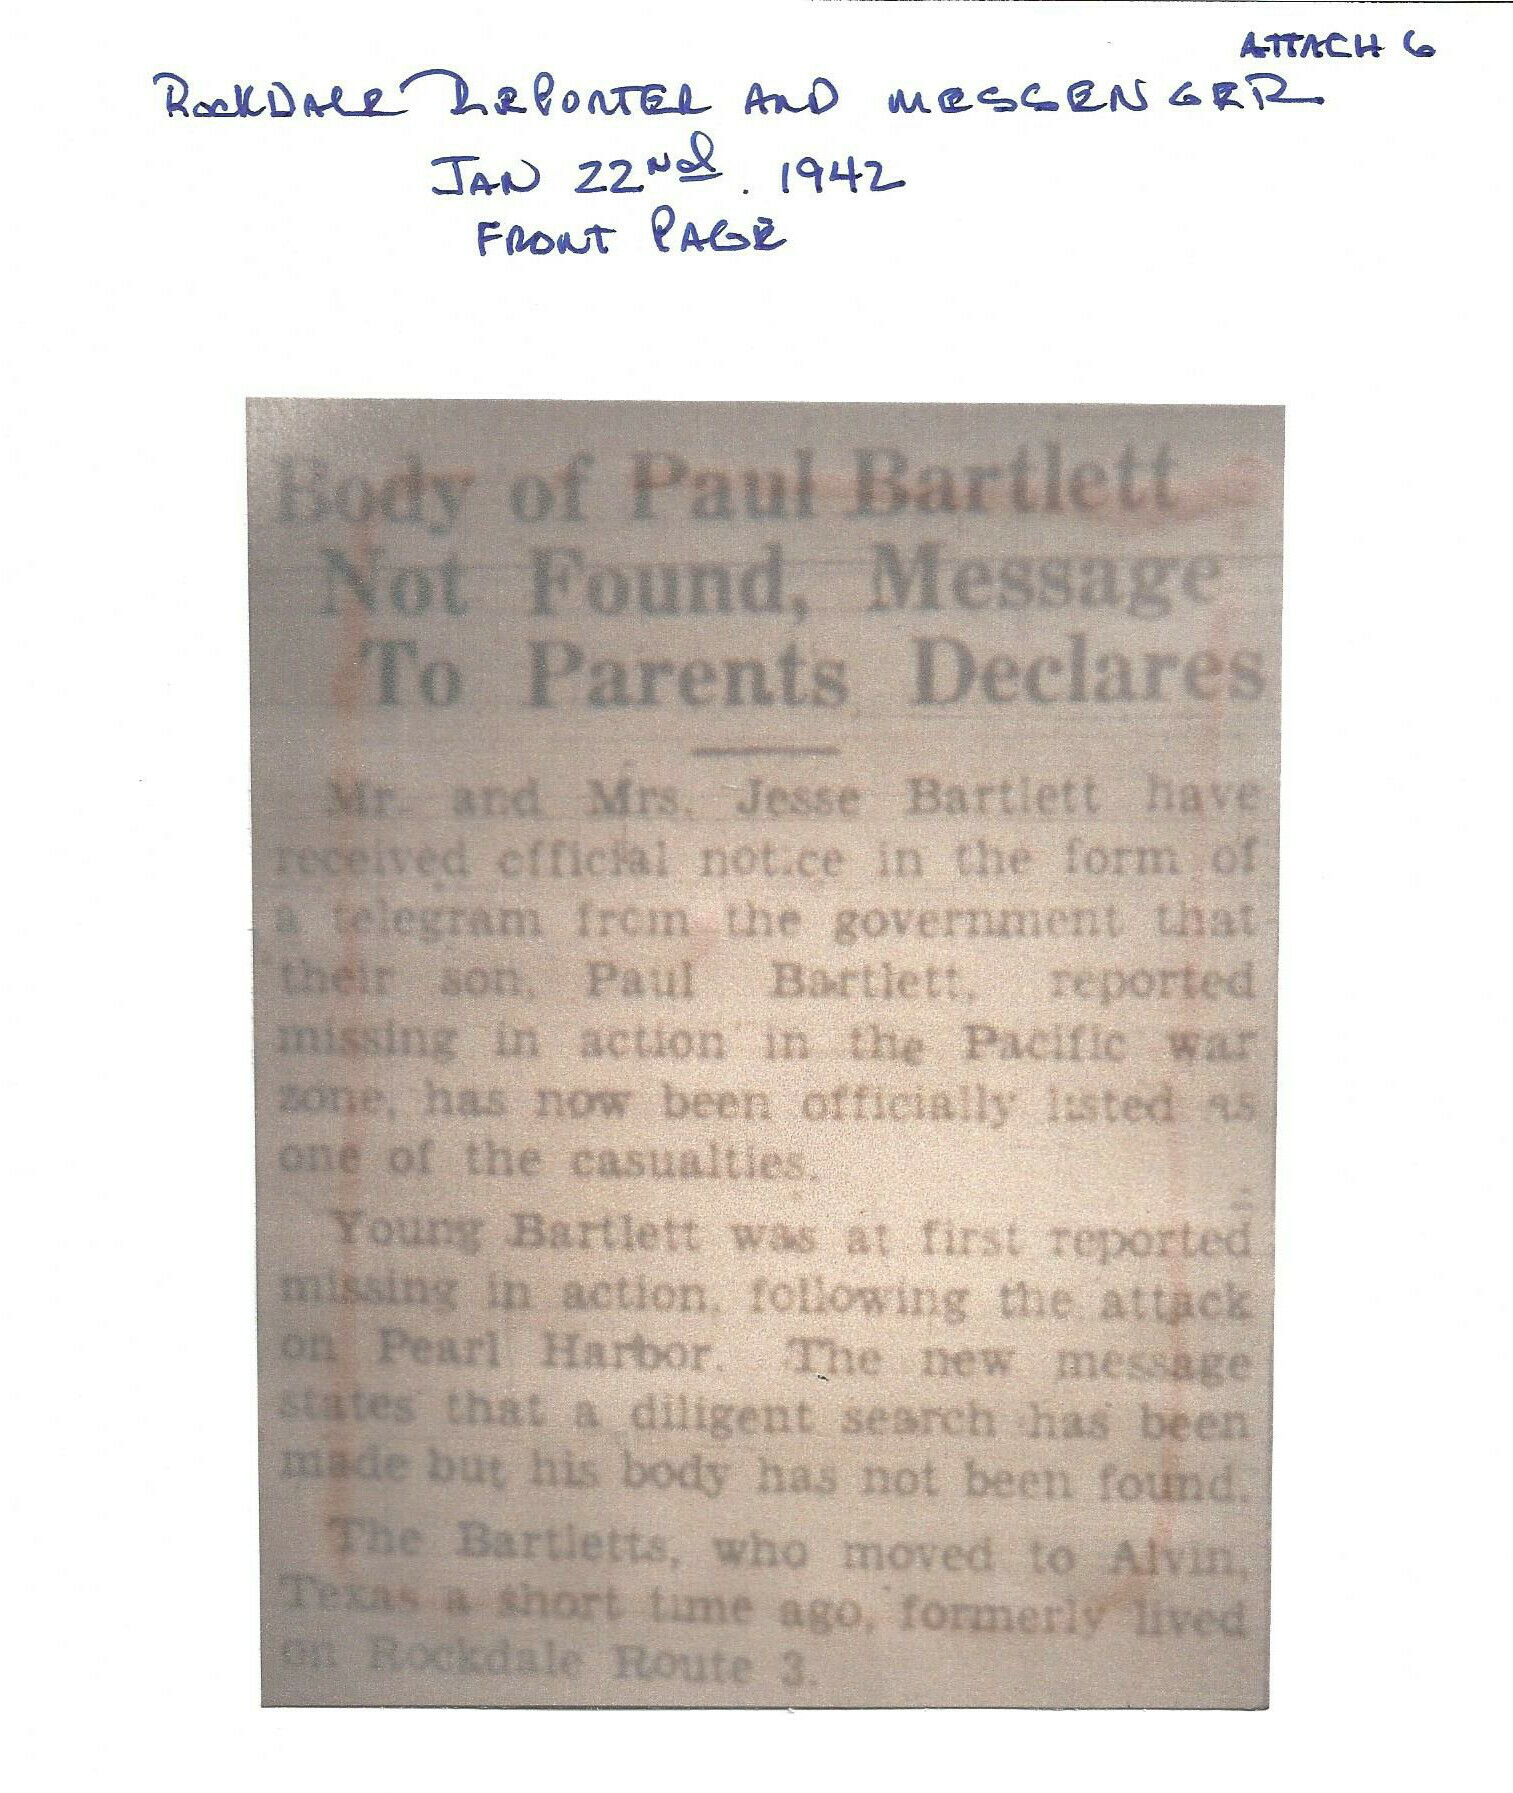 ATTACH 6
ROCKDALE REPORTER AND MESSENGER
JAN 22nd. 1942
FRONT PAGE
Body of Paul Bartlett
Not Found, Message
To Parents Declares
Mr. and Mrs. Jesse Bartlett have
received official notice in the form of
a telegram from the government that
their son, Paul Bartlett, reported
missing in action in the Pacific war
zone, has now been officially listed as
one of the casualties.
Young Bartlett was at first reported
missing in action, following the attack
on Pearl Harbor. The new message
states that a diligent search has been
made but his body has not been found.
The Bartletts, who moved to Alvin,
Texas a short time ago, formerly lived
on Rockdale Route 3.